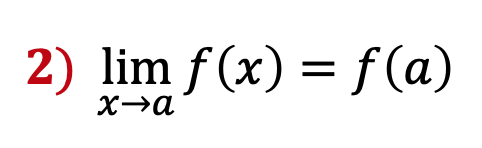 2) lim f(x) = f(a)
x→a